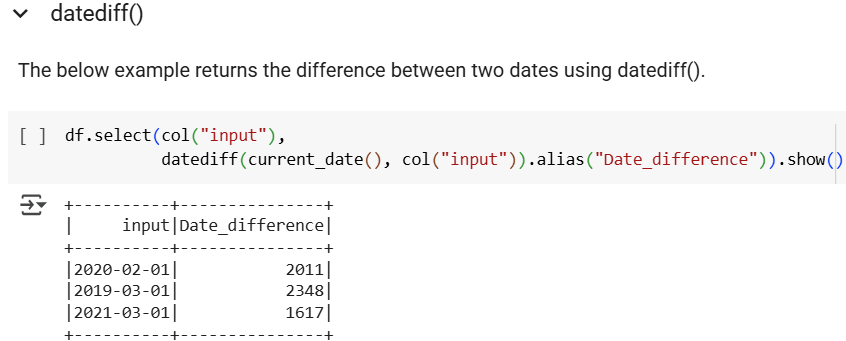 datediff()
The below example returns the difference between two dates using datediff().
[ ] df.select(col("input"),
datediff(current_date(), col("input")).alias("Date_difference")).show()
+----------+---------------+
|     input|Date_difference|
+----------+---------------+
|2020-02-01|           2011|
|2019-03-01|           2348|
|2021-03-01|           1617|
+----------+---------------+